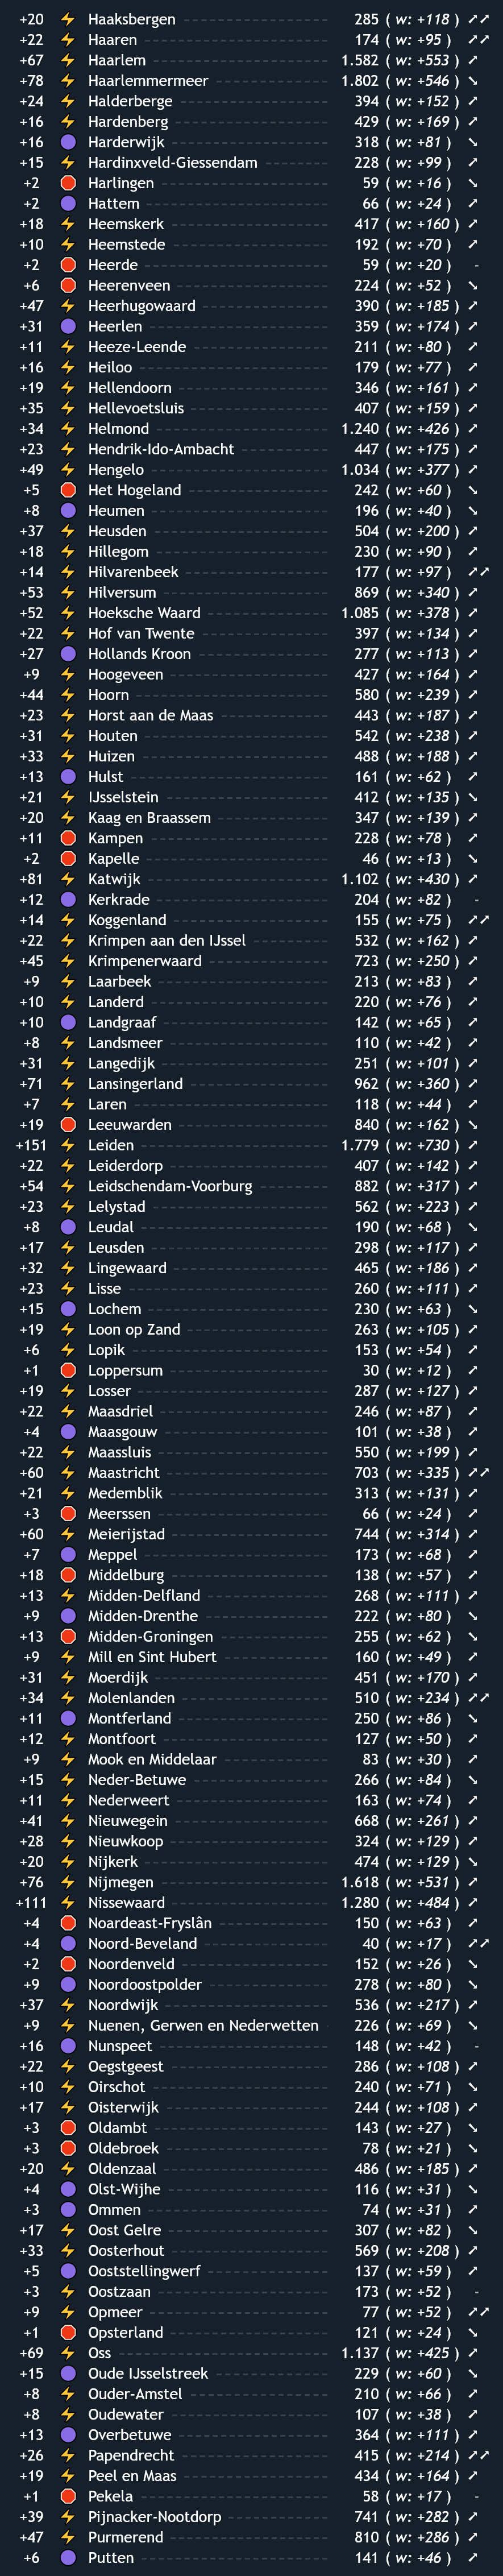 +20 ⚡ Haaksbergen 285 ( w: +118 ) ↗↗
+22 ⚡ Haaren 174 ( w: +95 ) ↗↗
+67 ⚡ Haarlem 1.582 ( w: +553 ) ↗
+78 ⚡ Haarlemmermeer 1.802 ( w: +546 ) ↘
+24 ⚡ Halderberge 394 ( w: +152 ) ↗
+16 ⚡ Hardenberg 429 ( w: +169 ) ↗
+16 🟣 Harderwijk 318 ( w: +81 ) ↘
+15 ⚡ Hardinxveld-Giessendam 228 ( w: +99 ) ↗
+2 🛑 Harlingen 59 ( w: +16 ) ↘
+2 🟣 Hattem 66 ( w: +24 ) ↗
+18 ⚡ Heemskerk 417 ( w: +160 ) ↗
+10 ⚡ Heemstede 192 ( w: +70 ) ↗
+2 🛑 Heerde 59 ( w: +20 ) -
+6 🛑 Heerenveen 224 ( w: +52 ) ↘
+47 ⚡ Heerhugowaard 390 ( w: +185 ) ↗
+31 🟣 Heerlen 359 ( w: +174 ) ↗
+11 ⚡ Heeze-Leende 211 ( w: +80 ) ↗
+16 ⚡ Heiloo 179 ( w: +77 ) ↗
+19 ⚡ Hellendoorn 346 ( w: +161 ) ↗
+35 ⚡ Hellevoetsluis 407 ( w: +159 ) ↗
+34 ⚡ Helmond 1.240 ( w: +426 ) ↗
+23 ⚡ Hendrik-Ido-Ambacht 447 ( w: +175 ) ↗
+49 ⚡ Hengelo 1.034 ( w: +377 ) ↗
+5 🛑 Het Hogeland 242 ( w: +60 ) ↘
+8 🟣 Heumen 196 ( w: +40 ) ↘
+37 ⚡ Heusden 504 ( w: +200 ) ↗
+18 ⚡ Hillegom 230 ( w: +90 ) ↗
+14 ⚡ Hilvarenbeek 177 ( w: +97 ) ↗↗
+53 ⚡ Hilversum 869 ( w: +340 ) ↗
+52 ⚡ Hoeksche Waard 1.085 ( w: +378 ) ↗
+22 ⚡ Hof van Twente 397 ( w: +134 ) ↗
+27 🟣 Hollands Kroon 277 ( w: +113 ) ↗
+9 ⚡ Hoogeveen 427 ( w: +164 ) ↗
+44 ⚡ Hoorn 580 ( w: +239 ) ↗
+23 ⚡ Horst aan de Maas 443 ( w: +187 ) ↗
+31 ⚡ Houten 542 ( w: +238 ) ↗
+33 ⚡ Huizen 488 ( w: +188 ) ↗
+13 🟣 Hulst 161 ( w: +62 ) ↗
+21 ⚡ IJsselstein 412 ( w: +135 ) ↘
+20 ⚡ Kaag en Braassem 347 ( w: +139 ) ↗
+11 🛑 Kampen 228 ( w: +78 ) ↗
+2 🛑 Kapelle 46 ( w: +13 ) ↘
+81 ⚡ Katwijk 1.102 ( w: +430 ) ↗
+12 🟣 Kerkrade 204 ( w: +82 ) -
+14 ⚡ Koggenland 155 ( w: +75 ) ↗↗
+22 ⚡ Krimpen aan den IJssel 532 ( w: +162 ) ↗
+45 ⚡ Krimpenerwaard 723 ( w: +250 ) ↗
+9 ⚡ Laarbeek 213 ( w: +83 ) ↗
+10 ⚡ Landerd 220 ( w: +76 ) ↗
+10 🟣 Landgraaf 142 ( w: +65 ) ↗
+8 ⚡ Landsmeer 110 ( w: +42 ) ↗
+31 ⚡ Langedijk 251 ( w: +101 ) ↗
+71 ⚡ Lansingerland 962 ( w: +360 ) ↗
+7 ⚡ Laren 118 ( w: +44 ) ↗
+19 🛑 Leeuwarden 840 ( w: +162 ) ↘
+151 ⚡ Leiden 1.779 ( w: +730 ) ↗
+22 ⚡ Leiderdorp 407 ( w: +142 ) ↗
+54 ⚡ Leidschendam-Voorburg 882 ( w: +317 ) ↗
+23 ⚡ Lelystad 562 ( w: +223 ) ↗
+8 🟣 Leudal 190 ( w: +68 ) ↘
+17 ⚡ Leusden 298 ( w: +117 ) ↗
+32 ⚡ Lingewaard 465 ( w: +186 ) ↗
+23 ⚡ Lisse 260 ( w: +111 ) ↗
+15 🟣 Lochem 230 ( w: +63 ) ↘
+19 ⚡ Loon op Zand 263 ( w: +105 ) ↗
+6 ⚡ Lopik 153 ( w: +54 ) ↗
+1 🛑 Loppersum 30 ( w: +12 ) ↗
+19 ⚡ Losser 287 ( w: +127 ) ↗
+22 ⚡ Maasdriel 246 ( w: +87 ) ↗
+4 🟣 Maasgouw 101 ( w: +38 ) ↗
+22 ⚡ Maassluis 550 ( w: +199 ) ↗
+60 ⚡ Maastricht 703 ( w: +335 ) ↗↗
+21 ⚡ Medemblik 313 ( w: +131 ) ↗
+3 🛑 Meerssen 66 ( w: +24 ) ↗
+60 ⚡ Meierijstad 744 ( w: +314 ) ↗
+7 🟣 Meppel 173 ( w: +68 ) ↗
+18 🛑 Middelburg 138 ( w: +57 ) ↗
+13 ⚡ Midden-Delfland 268 ( w: +111 ) ↗
+9 🟣 Midden-Drenthe 222 ( w: +80 ) ↘
+13 🛑 Midden-Groningen 255 ( w: +62 ) ↘
+9 ⚡ Mill en Sint Hubert 160 ( w: +49 ) ↗
+31 ⚡ Moerdijk 451 ( w: +170 ) ↗
+34 ⚡ Molenlanden 510 ( w: +234 ) ↗↗
+11 🟣 Montferland 250 ( w: +86 ) ↘
+12 ⚡ Montfoort 127 ( w: +50 ) ↗
+9 ⚡ Mook en Middelaar 83 ( w: +30 ) ↗
+15 ⚡ Neder-Betuwe 266 ( w: +84 ) ↘
+11 ⚡ Nederweert 163 ( w: +74 ) ↗
+41 ⚡ Nieuwegein 668 ( w: +261 ) ↗
+28 ⚡ Nieuwkoop 324 ( w: +129 ) ↗
+20 ⚡ Nijkerk 474 ( w: +129 ) ↘
+76 ⚡ Nijmegen 1.618 ( w: +531 ) ↗
+111 ⚡ Nissewaard 1.280 ( w: +484 ) ↗
+4 🛑 Noardeast-Fryslân 150 ( w: +63 ) ↗
+4 🟣 Noord-Beveland 40 ( w: +17 ) ↗↗
+2 🛑 Noordenveld 152 ( w: +26 ) ↘
+9 🟣 Noordoostpolder 278 ( w: +80 ) ↘
+37 ⚡ Noordwijk 536 ( w: +217 ) ↗
+9 ⚡ Nuenen, Gerwen en Nederwetten 226 ( w: +69 ) ↘
+16 🟣 Nunspeet 148 ( w: +42 ) -
+22 ⚡ Oegstgeest 286 ( w: +108 ) ↗
+10 ⚡ Oirschot 240 ( w: +71 ) ↘
+17 ⚡ Oisterwijk 244 ( w: +108 ) ↗
+3 🛑 Oldambt 143 ( w: +27 ) ↘
+3 🛑 Oldebroek 78 ( w: +21 ) ↘
+20 ⚡ Oldenzaal 486 ( w: +185 ) ↗
+4 🟣 Olst-Wijhe 116 ( w: +31 ) ↘
+3 🟣 Ommen 74 ( w: +31 ) ↗
+17 ⚡ Oost Gelre 307 ( w: +82 ) ↘
+33 ⚡ Oosterhout 569 ( w: +208 ) ↗
+5 🟣 Ooststellingwerf 137 ( w: +59 ) ↗
+3 ⚡ Oostzaan 173 ( w: +52 ) -
+9 ⚡ Opmeer 77 ( w: +52 ) ↗↗
+1 🛑 Opsterland 121 ( w: +24 ) ↘
+69 ⚡ Oss 1.137 ( w: +425 ) ↗
+15 🟣 Oude IJsselstreek 229 ( w: +60 ) ↘
+8 ⚡ Ouder-Amstel 210 ( w: +66 ) ↗
+8 ⚡ Oudewater 107 ( w: +38 ) ↗
+13 🟣 Overbetuwe 364 ( w: +111 ) ↗
+26 ⚡ Papendrecht 415 ( w: +214 ) ↗↗
+19 ⚡ Peel en Maas 434 ( w: +164 ) ↗
+1 🛑 Pekela 58 ( w: +17 ) -
+39 ⚡ Pijnacker-Nootdorp 741 ( w: +282 ) ↗
+47 ⚡ Purmerend 810 ( w: +286 ) ↗
+6 🟣 Putten 141 ( w: +46 ) ↗